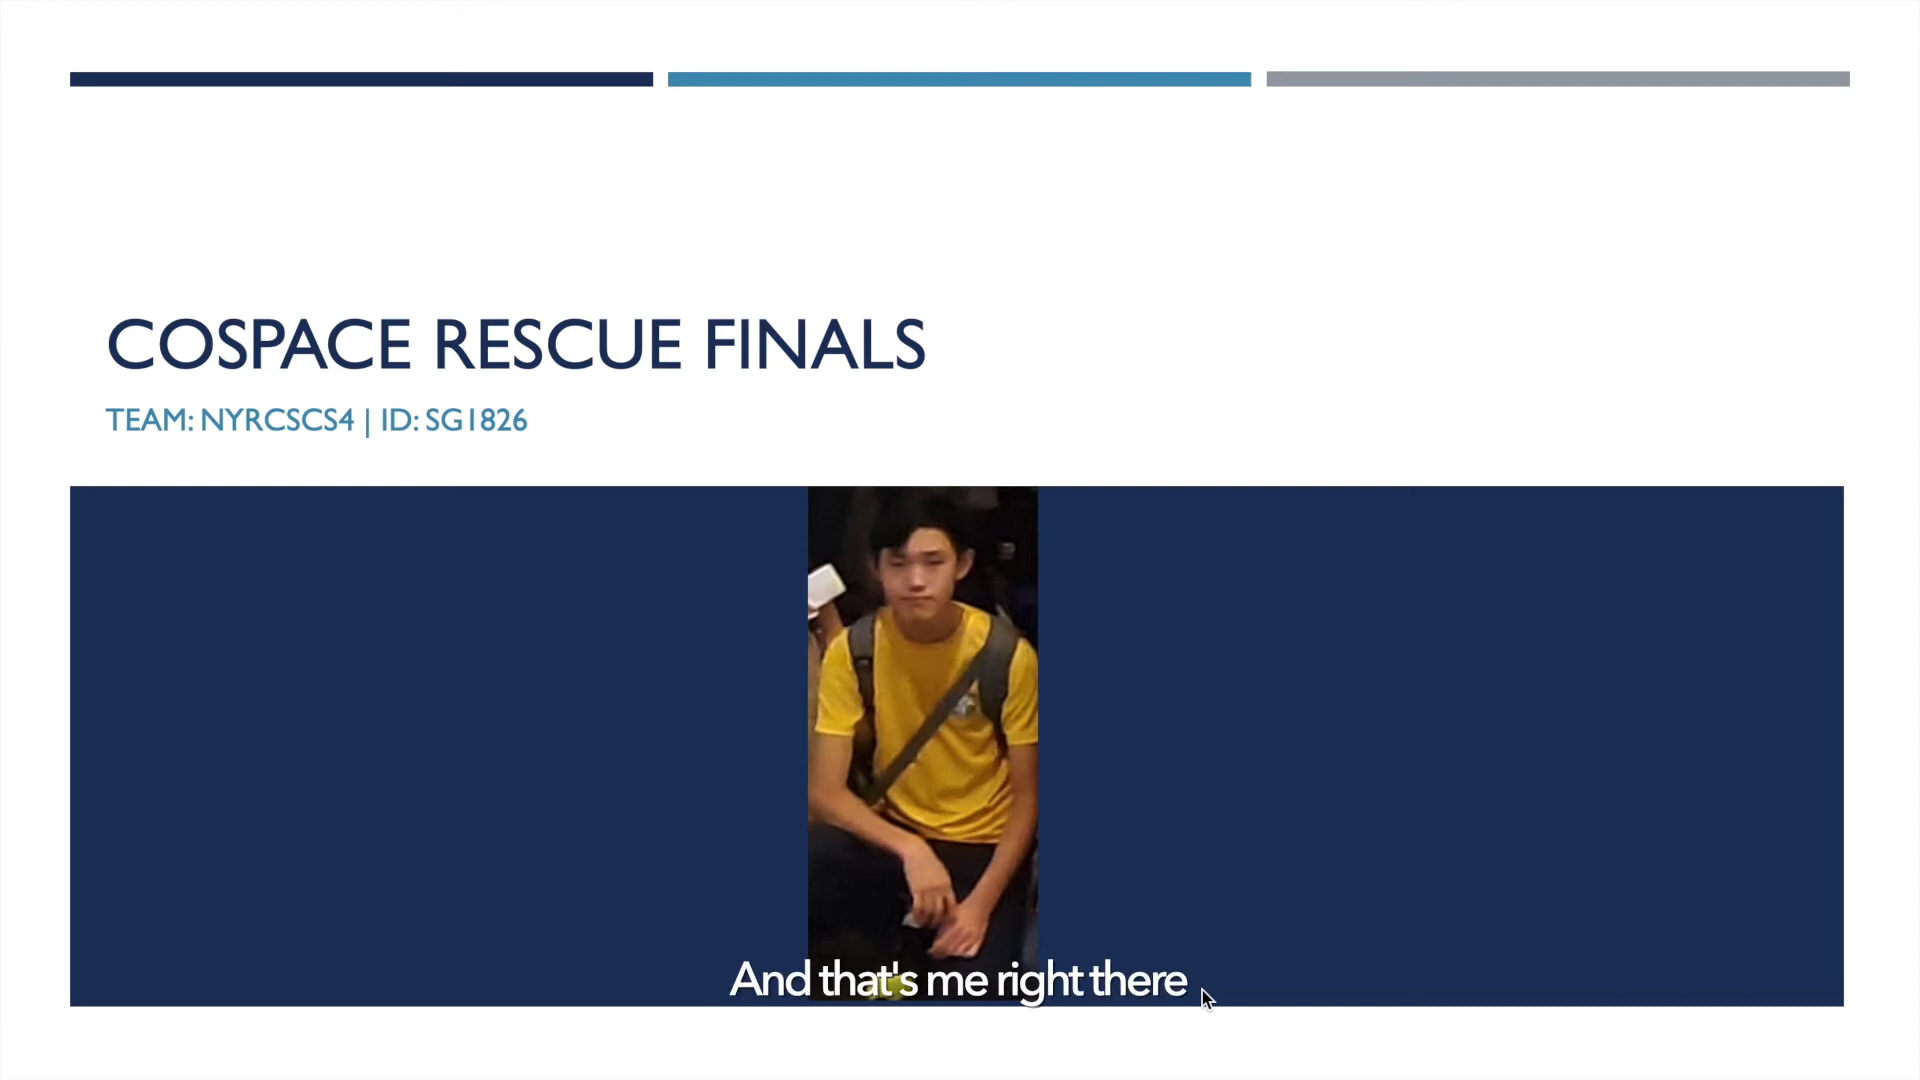 COSPACE RESCUE FINALS
TEAM: NYRCSCS4 | ID: SG1826
And that's me right there